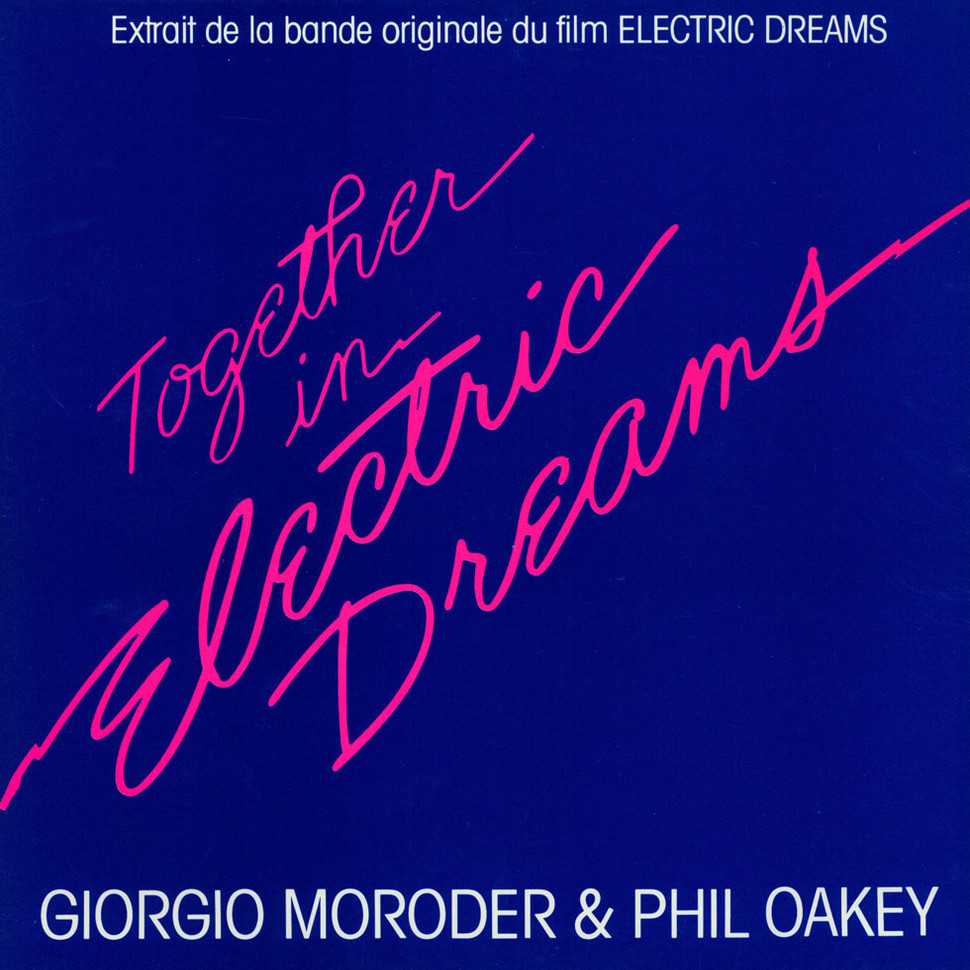 Extrait de la bande originale du film ELECTRIC DREAMS
Together
in
Electric
Dreams
GIORGIO MORODER & PHIL OAKEY